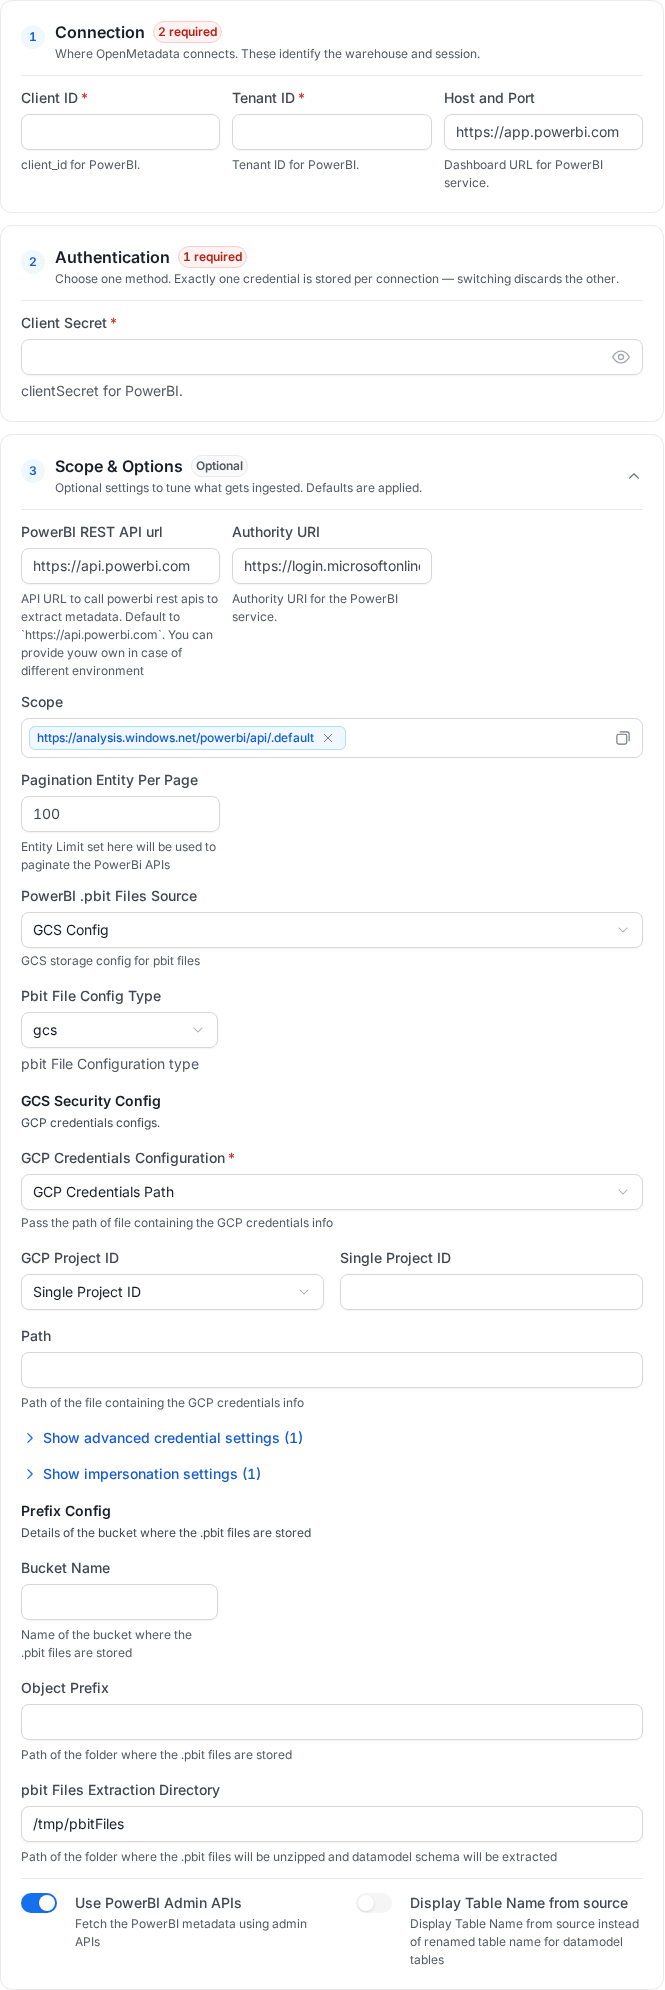 1
Connection
2 required
Where OpenMetadata connects. These identify the warehouse and session.
Client ID *
Tenant ID *
Host and Port
https://app.powerbi.com
client_id for PowerBI.
Tenant ID for PowerBI.
Dashboard URL for PowerBI
service.
2
Authentication
1 required
Choose one method. Exactly one credential is stored per connection — switching discards the other.
Client Secret *
clientSecret for PowerBI.
3
Scope & Options
Optional
Optional settings to tune what gets ingested. Defaults are applied.
PowerBI REST API url
Authority URI
https://api.powerbi.com
https://login.microsoftonline
API URL to call powerbi rest apis to
extract metadata. Default to
`https://api.powerbi.com`. You can
provide youw own in case of
different environment
Authority URI for the PowerBI
service.
Scope
https://analysis.windows.net/powerbi/api/.default
Pagination Entity Per Page
100
Entity Limit set here will be used to
paginate the PowerBi APIs
PowerBI .pbit Files Source
GCS Config
GCS storage config for pbit files
Pbit File Config Type
gcs
pbit File Configuration type
GCS Security Config
GCP credentials configs.
GCP Credentials Configuration *
GCP Credentials Path
Pass the path of file containing the GCP credentials info
GCP Project ID
Single Project ID
Single Project ID
Path
Path of the file containing the GCP credentials info
Show advanced credential settings (1)
Show impersonation settings (1)
Prefix Config
Details of the bucket where the .pbit files are stored
Bucket Name
Name of the bucket where the
.pbit files are stored
Object Prefix
Path of the folder where the .pbit files are stored
pbit Files Extraction Directory
/tmp/pbitFiles
Path of the folder where the .pbit files will be unzipped and datamodel schema will be extracted
Use PowerBI Admin APIs
Fetch the PowerBI metadata using admin
APIs
Display Table Name from source
Display Table Name from source instead
of renamed table name for datamodel
tables